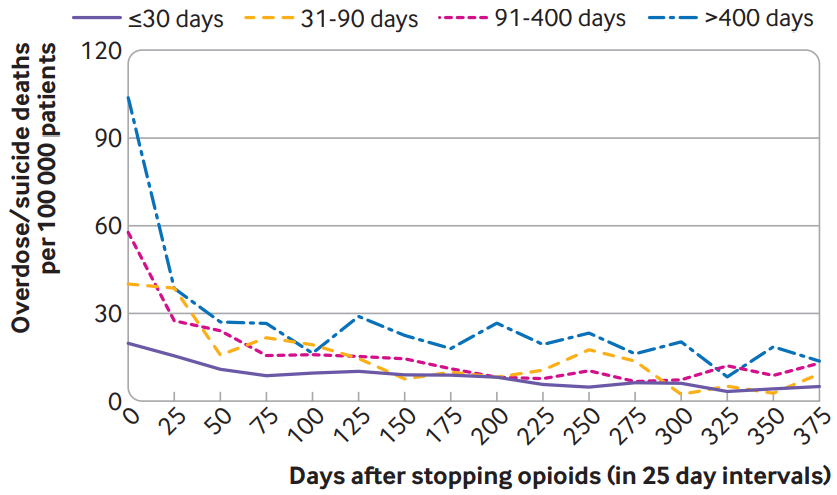 ≤30 days 31-90 days 91-400 days >400 days
Overdose/suicide deaths
per 100 000 patients
120
90
60
30
0
0 25 50 75 100 125 150 175 200 225 250 275 300 325 350 375
Days after stopping opioids (in 25 day intervals)